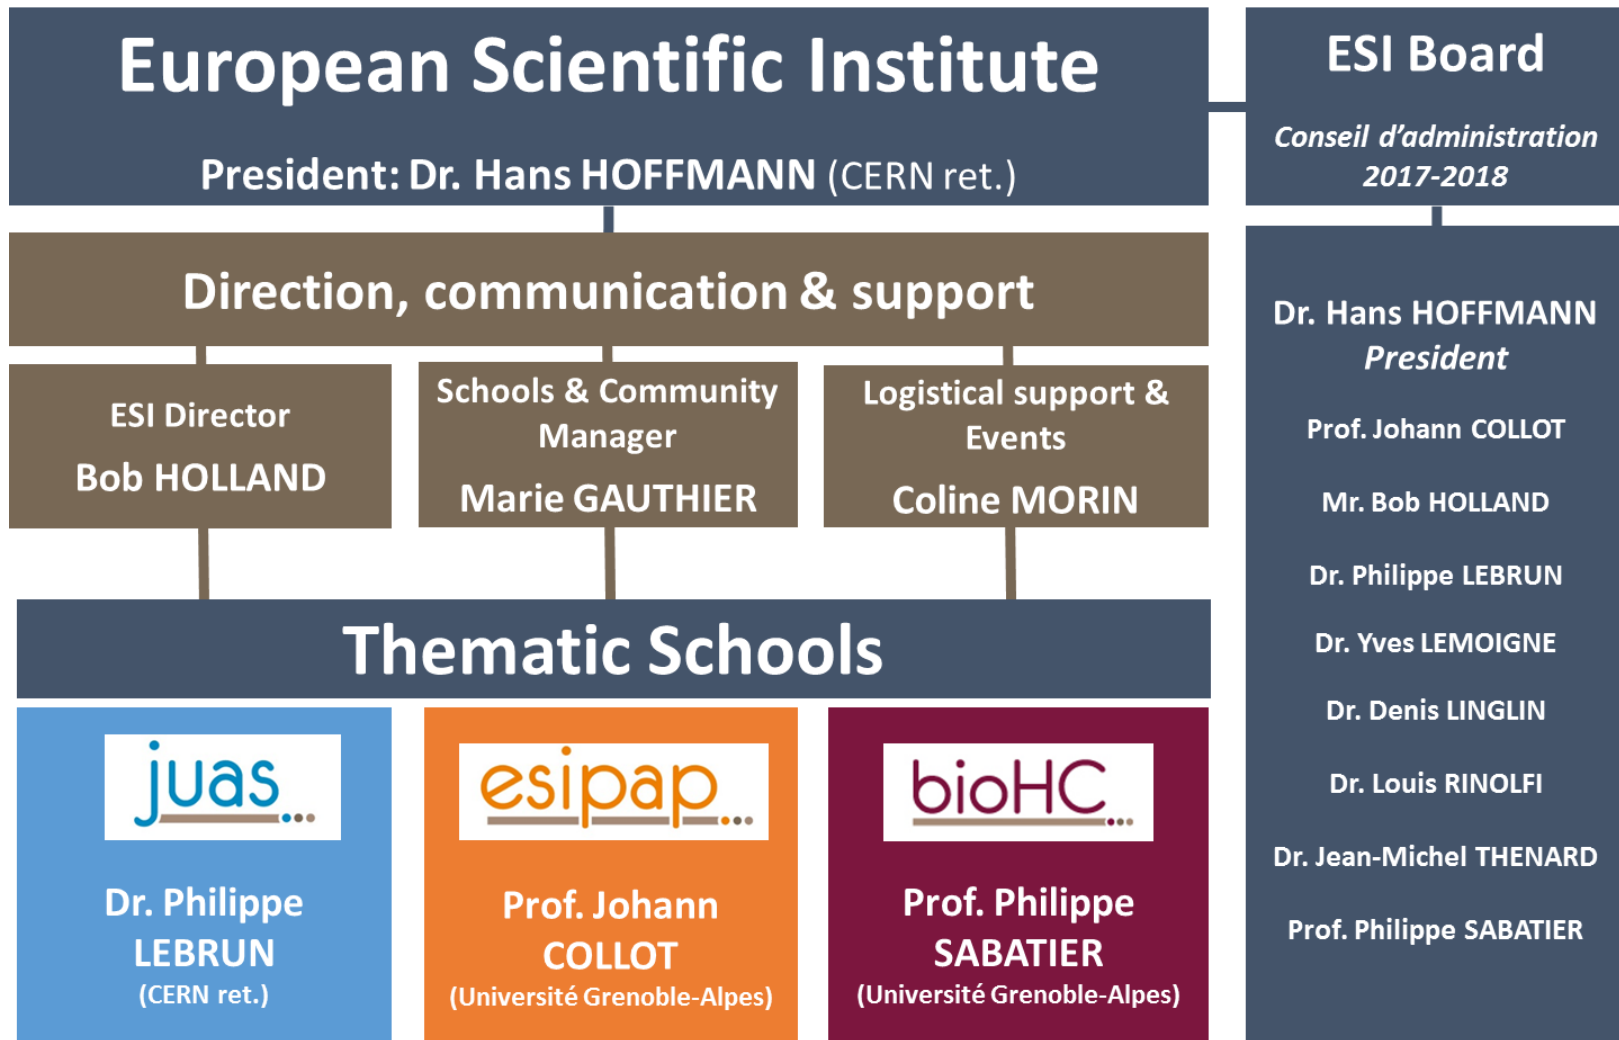 European Scientific Institute
President: Dr. Hans HOFFMANN (CERN ret.)
Direction, communication & support
ESI Director
Bob HOLLAND
Schools & Community
Manager
Marie GAUTHIER
Logistical support &
Events
Coline MORIN
Thematic Schools
juas
Dr. Philippe
LEBRUN
(CERN ret.)
esipap
Prof. Johann
COLLOT
(Université Grenoble-Alpes)
bioHC
Prof. Philippe
SABATIER
(Université Grenoble-Alpes)
ESI Board
Conseil d’administration
2017-2018
Dr. Hans HOFFMANN
President
Prof. Johann COLLOT
Mr. Bob HOLLAND
Dr. Philippe LEBRUN
Dr. Yves LEMOIGNE
Dr. Denis LINGLIN
Dr. Louis RINOLFI
Dr. Jean-Michel THENARD
Prof. Philippe SABATIER